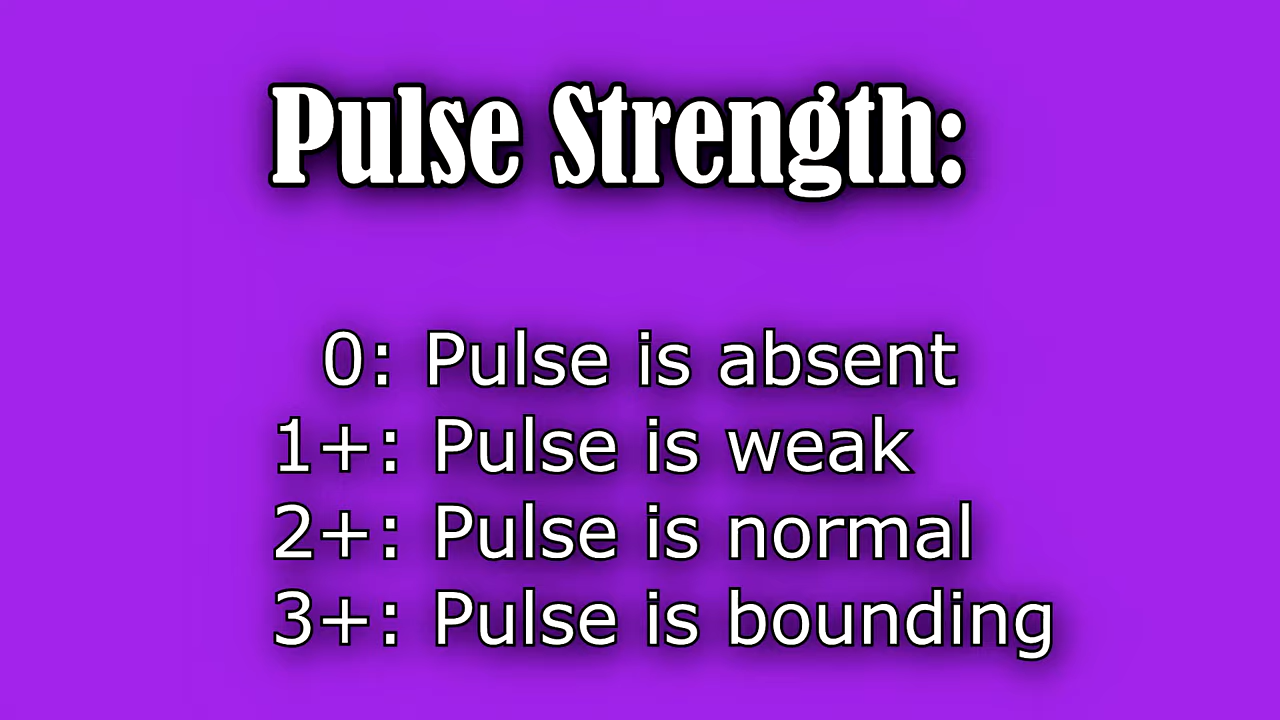 Pulse Strength:
0: Pulse is absent
1+: Pulse is weak
2+: Pulse is normal
3+: Pulse is bounding